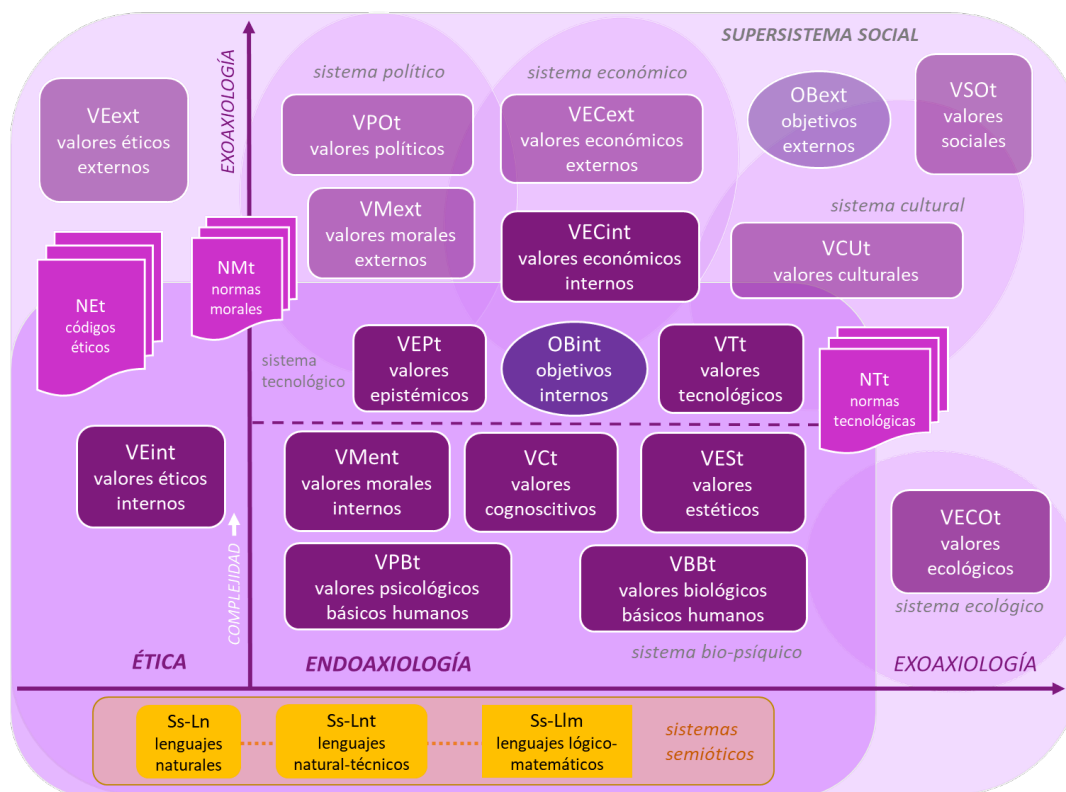 SUPERSISTEMA SOCIAL
EXOAXIOLOGÍA
sistema político
sistema económico
VEext
valores éticos
externos
VPOt
valores políticos
VECext
valores económicos
externos
OBext
objetivos
externos
VSOt
valores
sociales
VMext
valores morales
externos
VECint
valores económicos
internos
sistema cultural
VCUt
valores culturales
NEt
códigos
éticos
NMt
normas
morales
sistema
tecnológico
VEPt
valores
epistémicos
OBint
objetivos
internos
VTt
valores
tecnológicos
NTt
normas
tecnológicas
VEint
valores éticos
internos
VMent
valores morales
internos
VCt
valores
cognoscitivos
VESt
valores
estéticos
VECOt
valores
ecológicos
sistema ecológico
COMPLEJIDAD
VPBt
valores psicológicos
básicos humanos
VBBt
valores biológicos
básicos humanos
sistema bio-psíquico
ÉTICA
ENDOAXIOLOGÍA
EXOAXIOLOGÍA
Ss-Ln
lenguajes
naturales
Ss-Lnt
lenguajes
natural-técnicos
Ss-Llm
lenguajes lógico-
matemáticos
sistemas
semióticos